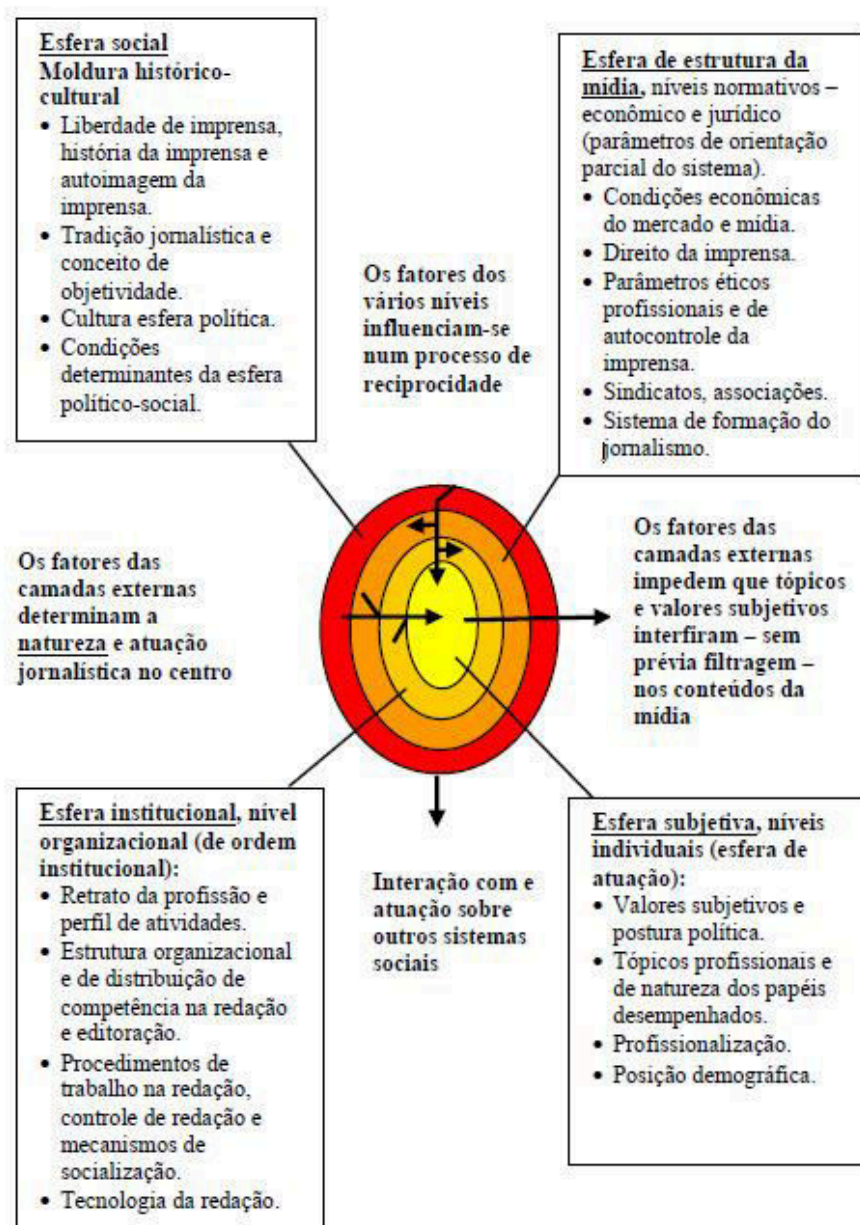 Esfera social
Moldura histórico-
cultural
• Liberdade de imprensa,
história da imprensa e
autoimagem da
imprensa.
• Tradição jornalística e
conceito de
objetividade.
• Cultura esfera política.
• Condições
determinantes da esfera
político-social.
Os fatores dos
vários níveis
influenciam-se
num processo de
reciprocidade
Esfera de estrutura da
mídia, níveis normativos –
econômico e jurídico
(parâmetros de orientação
parcial do sistema).
• Condições econômicas
do mercado e mídia.
• Direito da imprensa.
• Parâmetros éticos
profissionais e de
autocontrole da
imprensa.
• Sindicatos, associações.
• Sistema de formação do
jornalismo.
Os fatores das
camadas externas
determinam a
natureza e atuação
jornalística no centro
Os fatores das
camadas externas
impedem que tópicos
e valores subjetivos
interfiram – sem
prévia filtragem –
nos conteúdos da
mídia
Esfera institucional, nível
organizacional (de ordem
institucional):
• Retrato da profissão e
perfil de atividades.
• Estrutura organizacional
e de distribuição de
competência na redação
e editoração.
• Procedimentos de
trabalho na redação,
controle de redação e
mecanismos de
socialização.
• Tecnologia da redação.
Interação com e
atuação sobre
outros sistemas
sociais
Esfera subjetiva, níveis
individuais (esfera de
atuação):
• Valores subjetivos e
postura política.
• Tópicos profissionais e
de natureza dos papéis
desempenhados.
• Profissionalização.
• Posição demográfica.